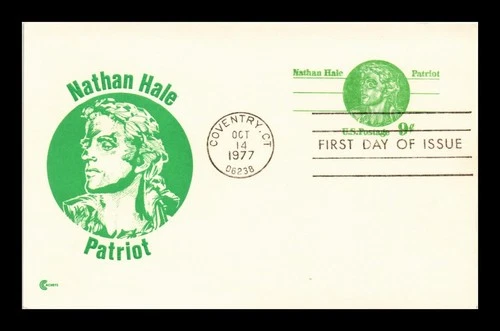 Nathan Hale
Patriot
COVENTRY, CT
OCT
14
1977
06238
Nathan Hale Patriot
U.S. Postage 9¢
FIRST DAY OF ISSUE